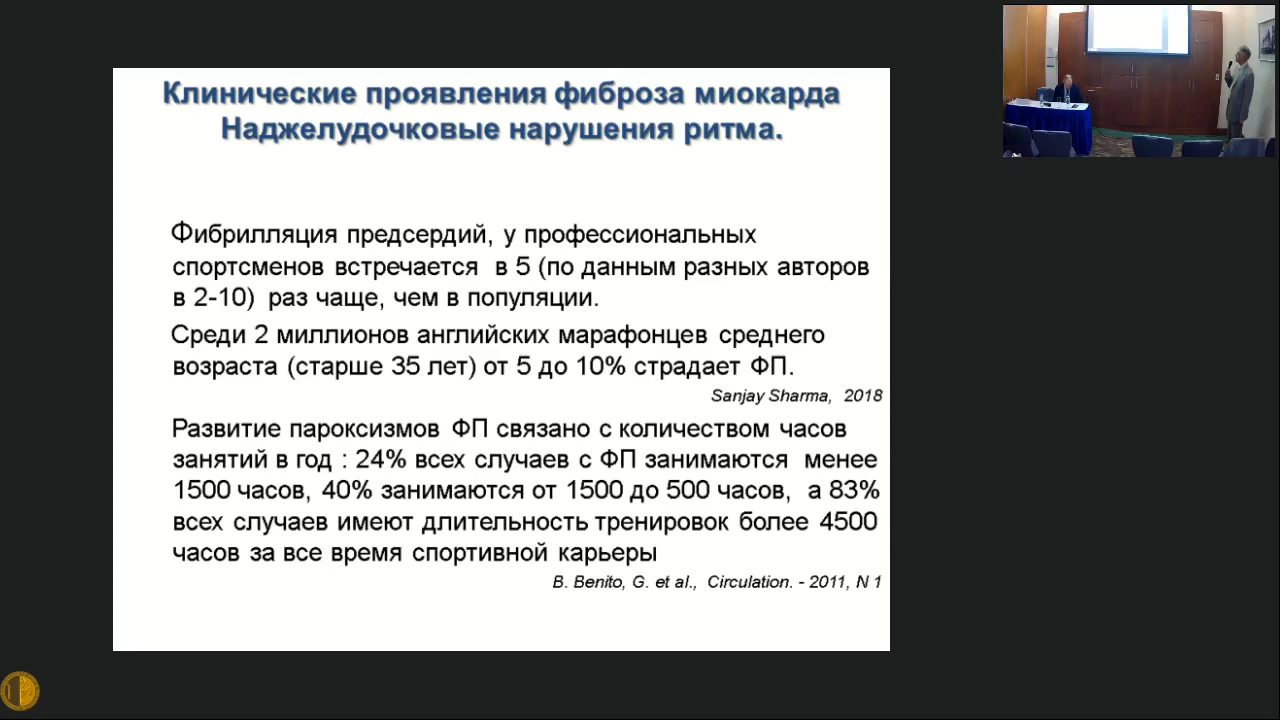 Клинические проявления фиброза миокарда
Наджелудочковые нарушения ритма.
Фибрилляция предсердий, у профессиональных
спортсменов встречается в 5 (по данным разных авторов
в 2-10) раз чаще, чем в популяции.
Среди 2 миллионов английских марафонцев среднего
возраста (старше 35 лет) от 5 до 10% страдает ФП.
Sanjay Sharma, 2018
Развитие пароксизмов ФП связано с количеством часов
занятий в год : 24% всех случаев с ФП занимаются менее
1500 часов, 40% занимаются от 1500 до 500 часов, а 83%
всех случаев имеют длительность тренировок более 4500
часов за все время спортивной карьеры
B. Benito, G. et al., Circulation. - 2011, N 1